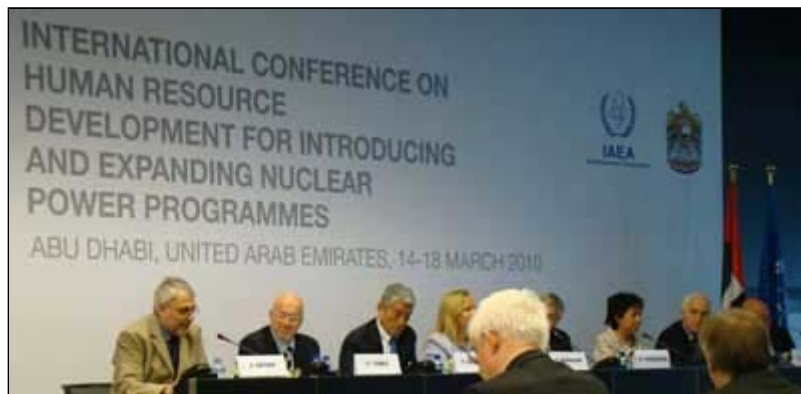 INTERNATIONAL CONFERENCE ON
HUMAN RESOURCE
DEVELOPMENT FOR INTRODUCING
AND EXPANDING NUCLEAR
POWER PROGRAMMES
ABU DHABI, UNITED ARAB EMIRATES, 14-18 MARCH 2010
IAEA